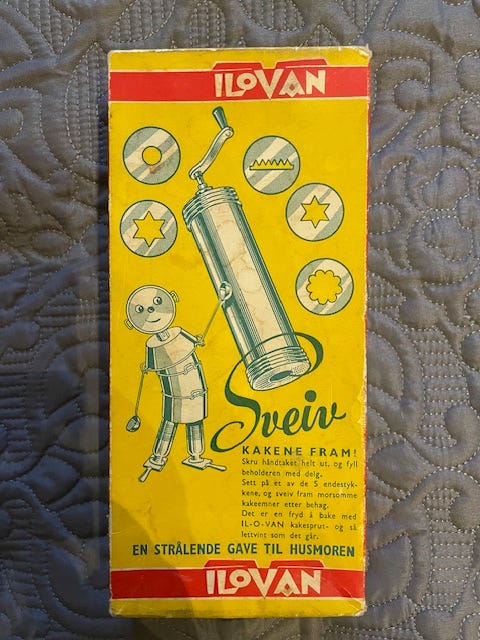 ILOVAN
Sveiv
KAKENE FRAM!
Skru håndtaket helt ut, og fyll
beholderen med deig.
Sett på et av de 5 endestyk-
kene, og sveiv fram morsomme
kakeemner etter behag.
Det er en fryd å bake med
IL-O-VAN kakesprut- og så
lettvint som det går.
EN STRÅLENDE GAVE TIL HUSMOREN
ILOVAN